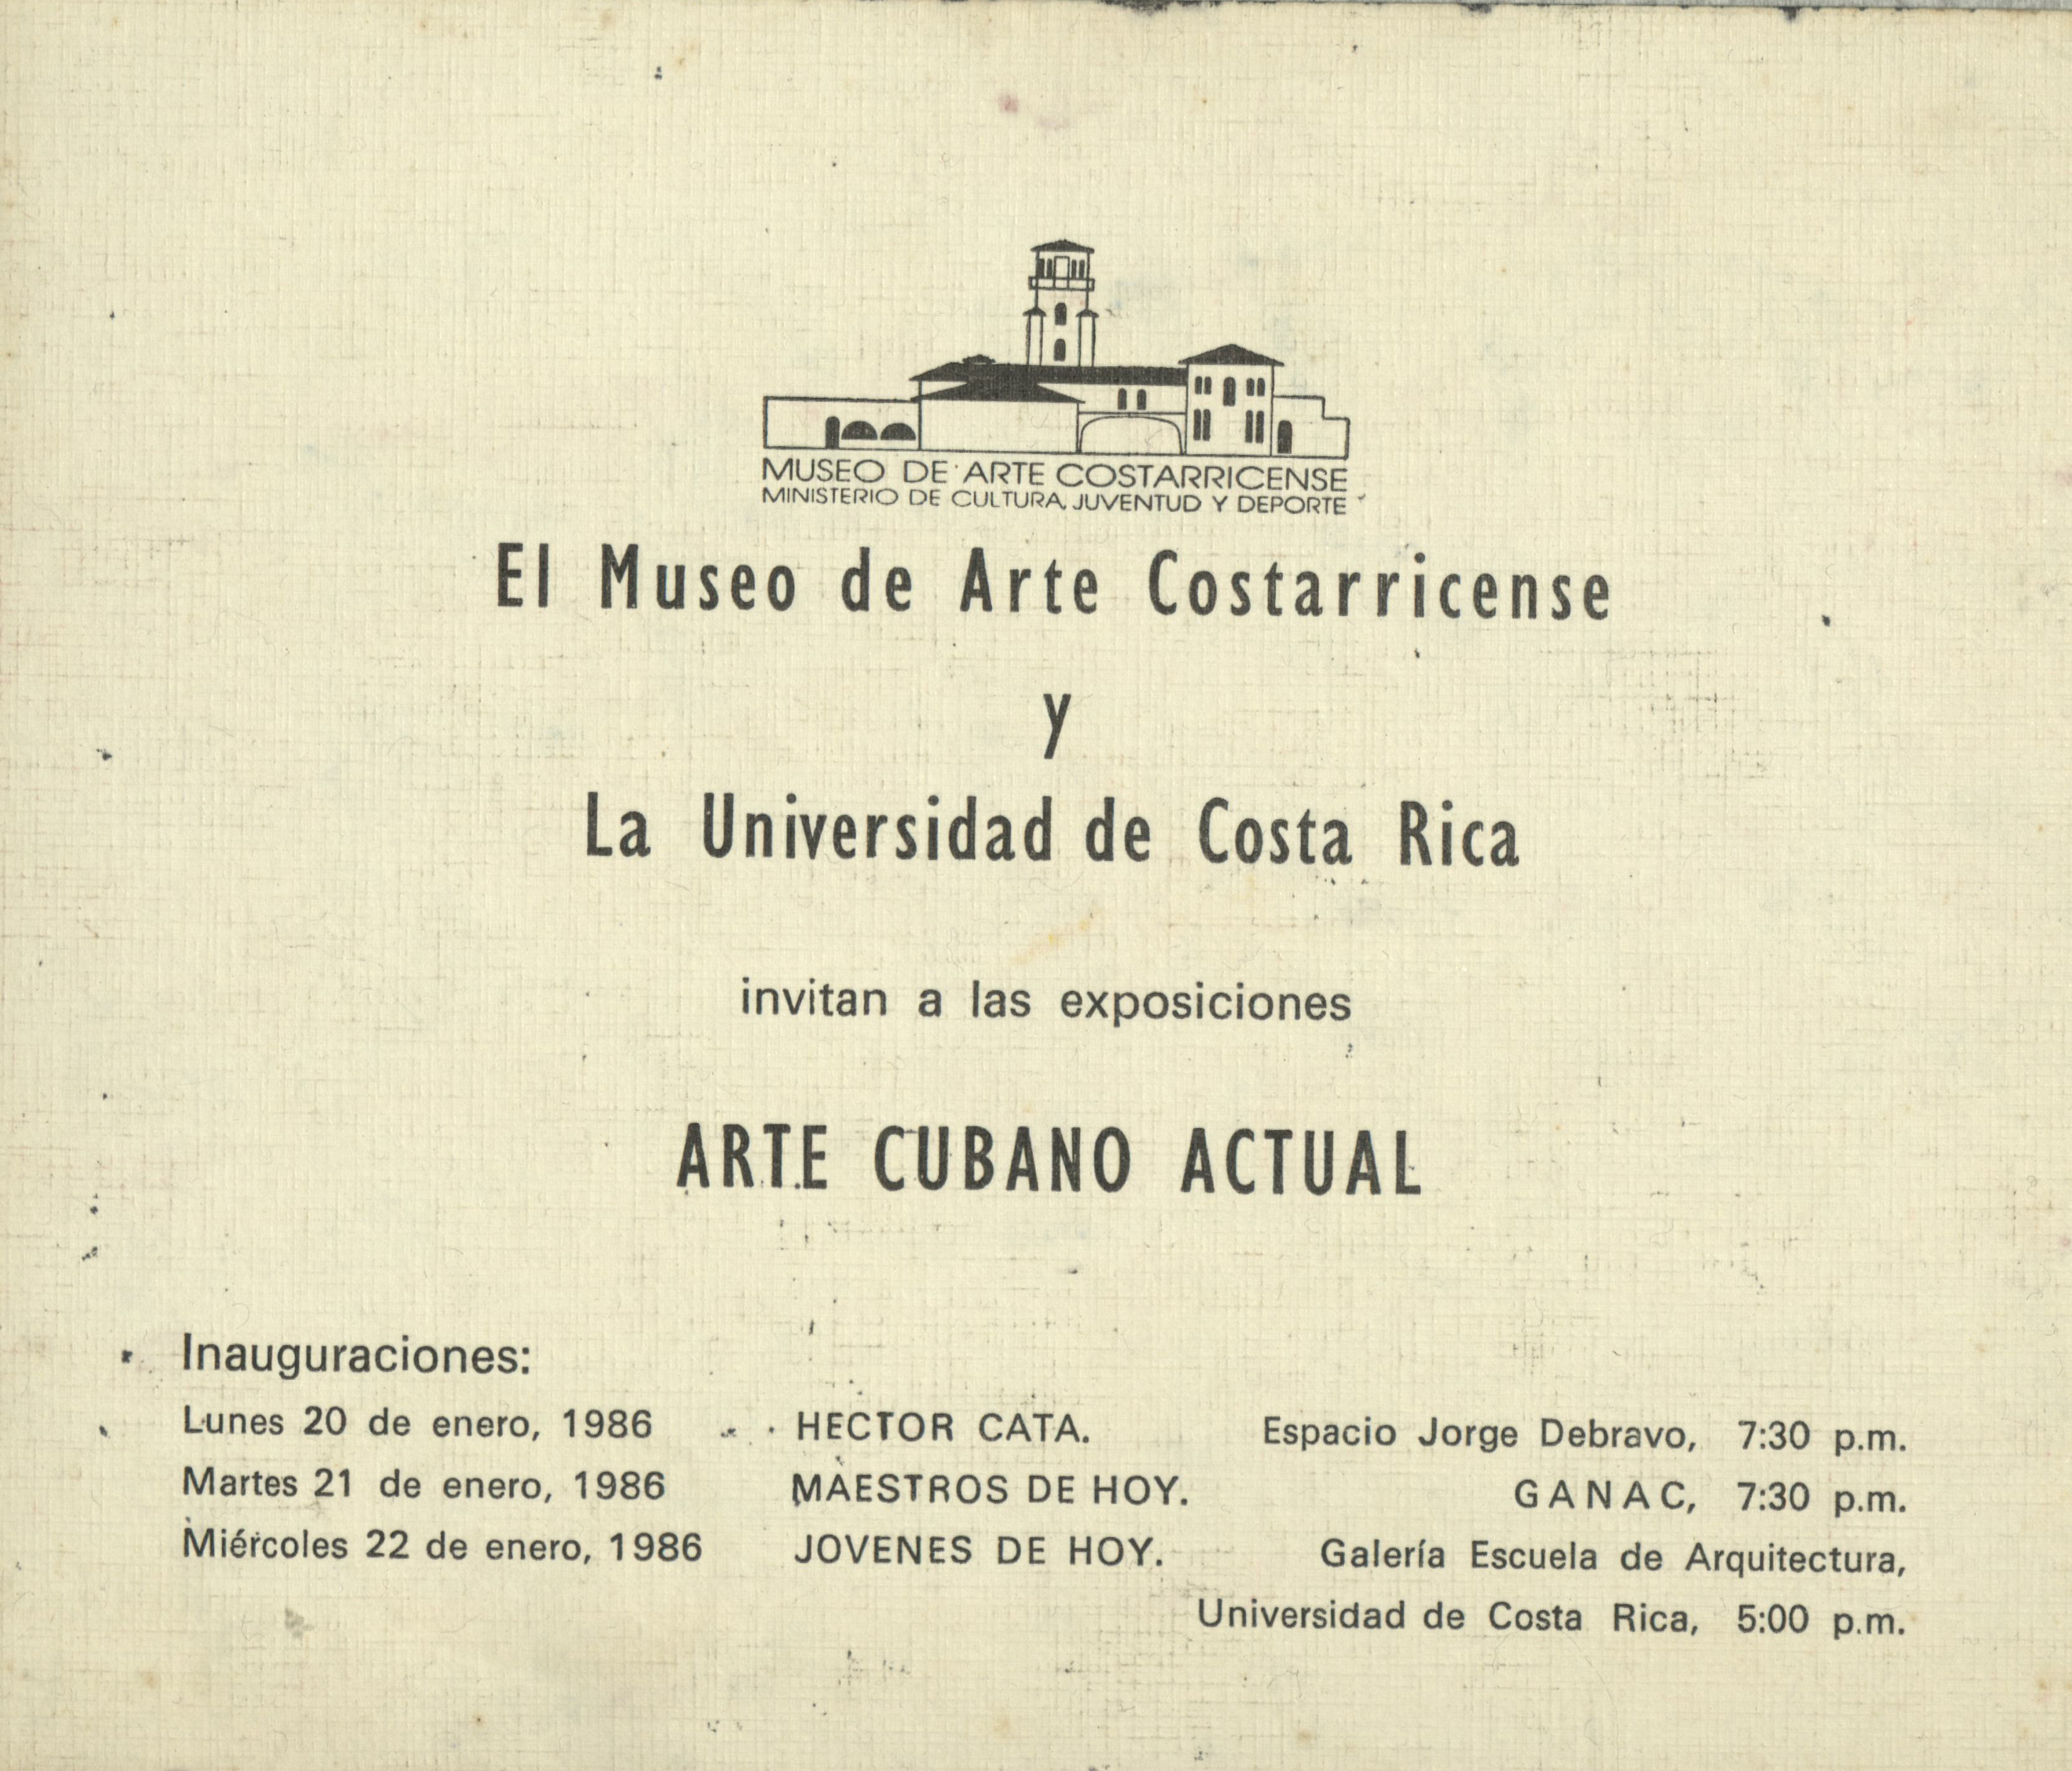 MUSEO DE ARTE COSTARRICENSE
MINISTERIO DE CULTURA, JUVENTUD Y DEPORTE
El Museo de Arte Costarricense
y
La Universidad de Costa Rica
invitan a las exposiciones
ARTE CUBANO ACTUAL
Inauguraciones:
Lunes 20 de enero, 1986 HECTOR CATA. Espacio Jorge Debravo, 7:30 p.m.
Martes 21 de enero, 1986 MAESTROS DE HOY. GANAC, 7:30 p.m.
Miércoles 22 de enero, 1986 JOVENES DE HOY. Galería Escuela de Arquitectura,
Universidad de Costa Rica, 5:00 p.m.